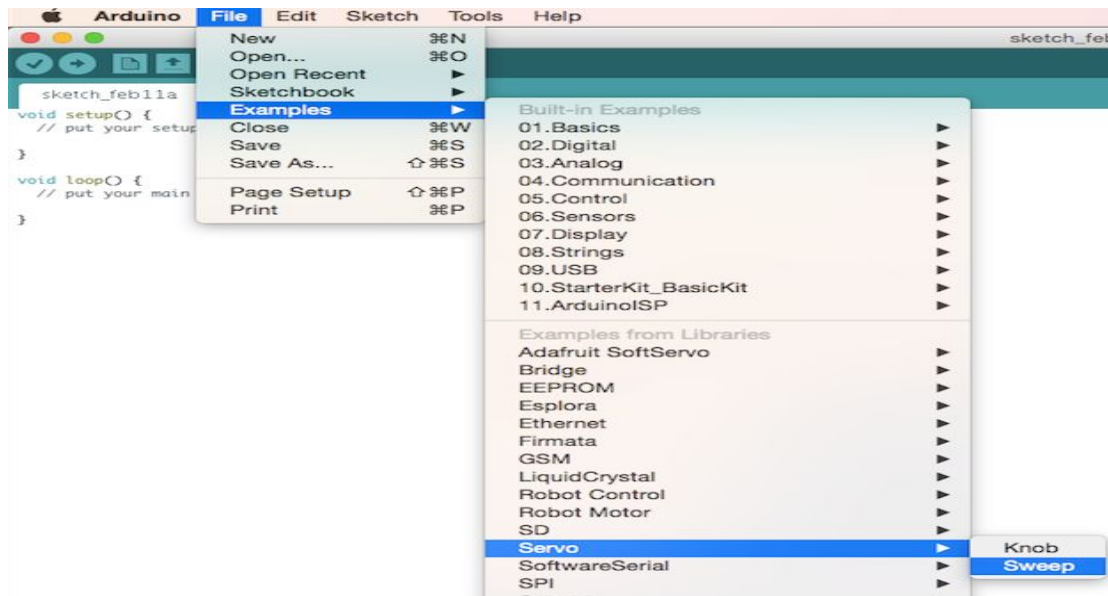 Arduino File Edit Sketch Tools Help
sketch_fe
New ⌘N
Open... ⌘O
Open Recent ▶
Sketchbook ▶
Examples ▶
Close ⌘W
Save ⌘S
Save As... ⇧⌘S
Page Setup ⇧⌘P
Print ⌘P
sketch_feb11a
void setup() {
// put your setup
}
void loop() {
// put your main
}
Built-in Examples
01.Basics ▶
02.Digital ▶
03.Analog ▶
04.Communication ▶
05.Control ▶
06.Sensors ▶
07.Display ▶
08.Strings ▶
09.USB ▶
10.StarterKit_BasicKit ▶
11.ArduinoISP ▶
Examples from Libraries
Adafruit SoftServo ▶
Bridge ▶
EEPROM ▶
Esplora ▶
Ethernet ▶
Firmata ▶
GSM ▶
LiquidCrystal ▶
Robot Control ▶
Robot Motor ▶
SD ▶
Servo ▶
SoftwareSerial ▶
SPI ▶
Knob
Sweep